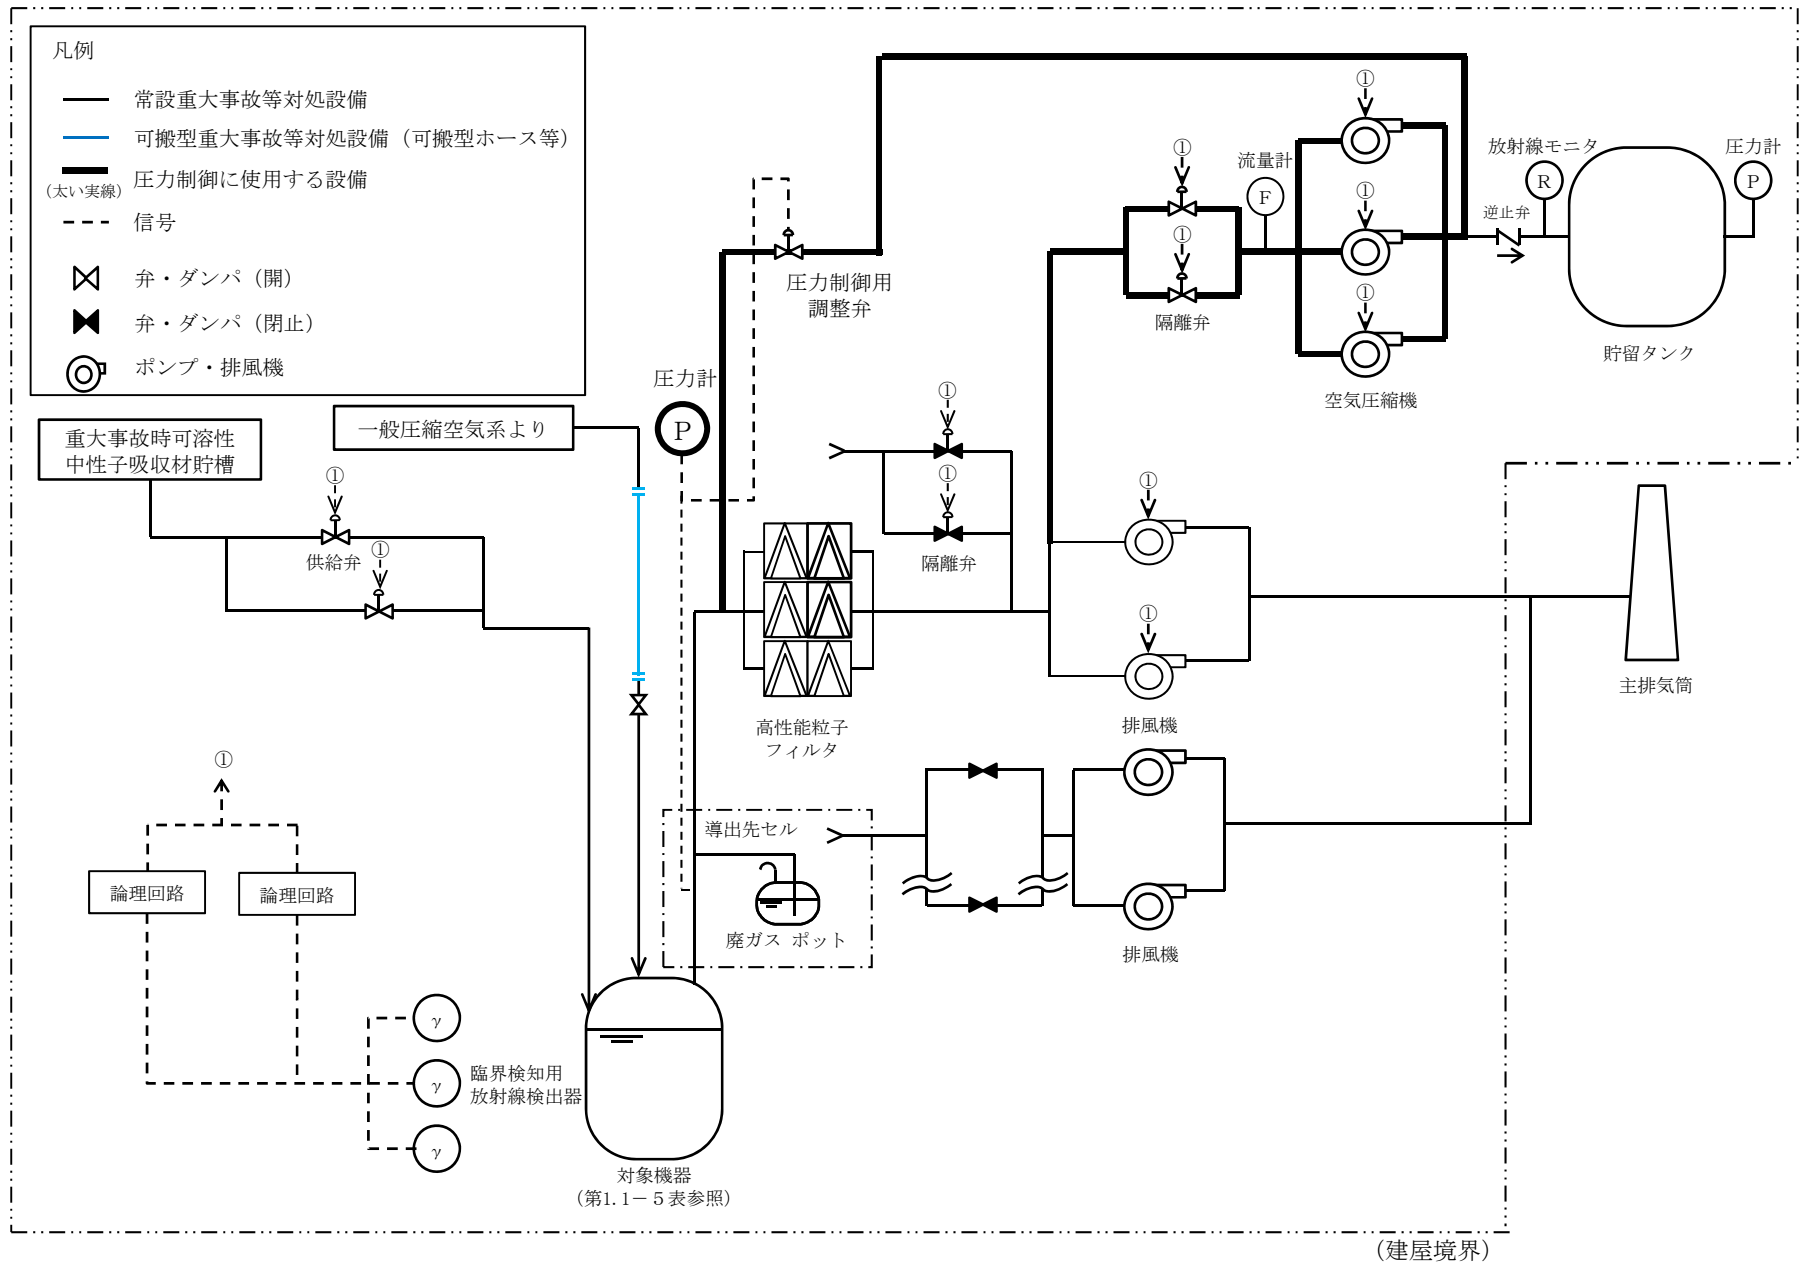 凡例
常設重大事故等対処設備
可搬型重大事故等対処設備（可搬型ホース等）
圧力制御に使用する設備
（太い実線）
信号
弁・ダンパ（開）
弁・ダンパ（閉止）
ポンプ・排風機
重大事故時可溶性
中性子吸収材貯槽
一般圧縮空気系より
①
供給弁
①
圧力計
P
圧力制御用
調整弁
①
①
隔離弁
流量計
F
①
①
①
空気圧縮機
放射線モニタ
R
逆止弁
圧力計
P
貯留タンク
①
①
隔離弁
高性能粒子
フィルタ
①
①
排風機
主排気筒
導出先セル
廃ガス ポット
排風機
①
論理回路
論理回路
γ
γ
γ
臨界検知用
放射線検出器
対象機器
（第1.1－５表参照）
（建屋境界）